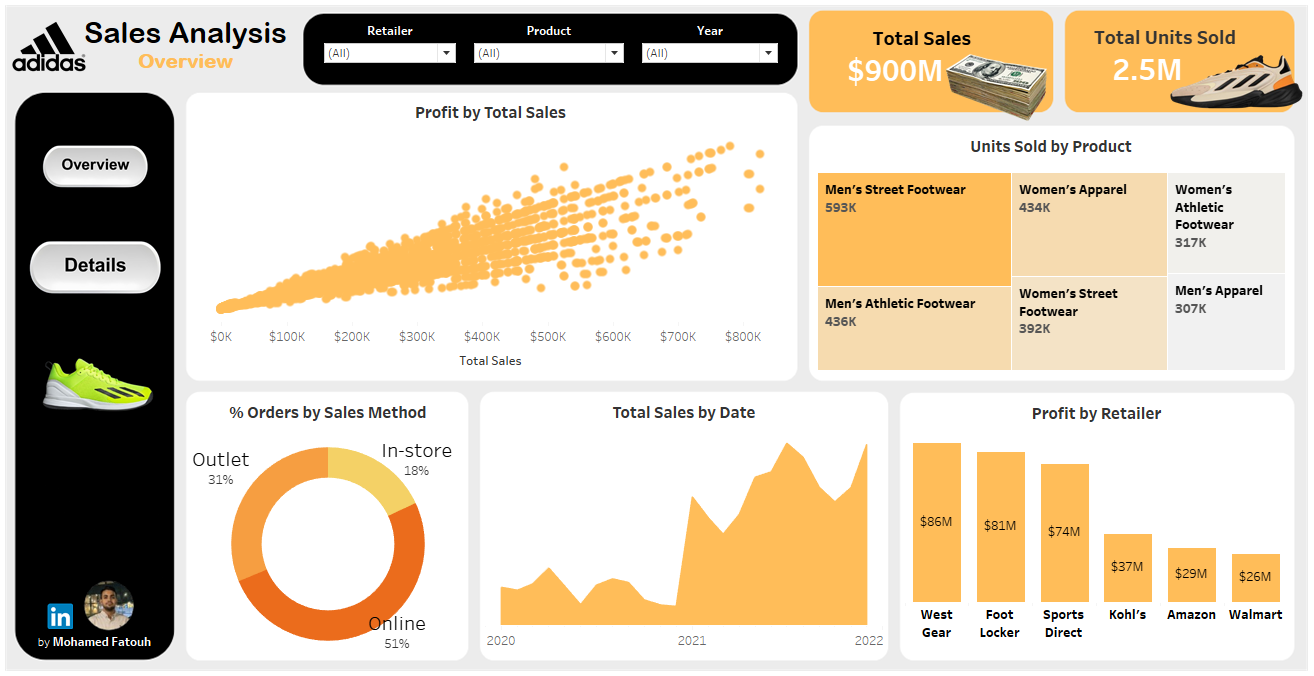 adidas
Sales Analysis
Overview
Retailer
(All)
Product
(All)
Year
(All)
Total Sales
$900M
Total Units Sold
2.5M
Overview
Details
in
by Mohamed Fatouh
Profit by Total Sales
$0K
$100K
$200K
$300K
$400K
$500K
$600K
$700K
$800K
Total Sales
Units Sold by Product
Men's Street Footwear
593K
Men's Athletic Footwear
436K
Women's Apparel
434K
Women's Street
Footwear
392K
Women's
Athletic
Footwear
317K
Men's Apparel
307K
% Orders by Sales Method
Outlet
31%
In-store
18%
Online
51%
Total Sales by Date
2020
2021
2022
Profit by Retailer
$86M
$81M
$74M
$37M
$29M
$26M
West
Gear
Foot
Locker
Sports
Direct
Kohl's
Amazon
Walmart